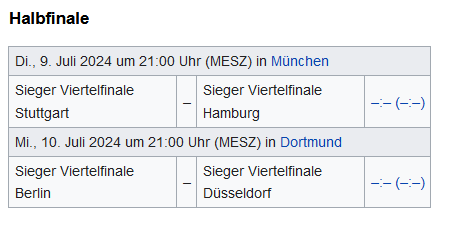 Halbfinale
Di., 9. Juli 2024 um 21:00 Uhr (MESZ) in München
Sieger Viertelfinale
Stuttgart
–
Sieger Viertelfinale
Hamburg
–:– (–:–)
Mi., 10. Juli 2024 um 21:00 Uhr (MESZ) in Dortmund
Sieger Viertelfinale
Berlin
–
Sieger Viertelfinale
Düsseldorf
–:– (–:–)